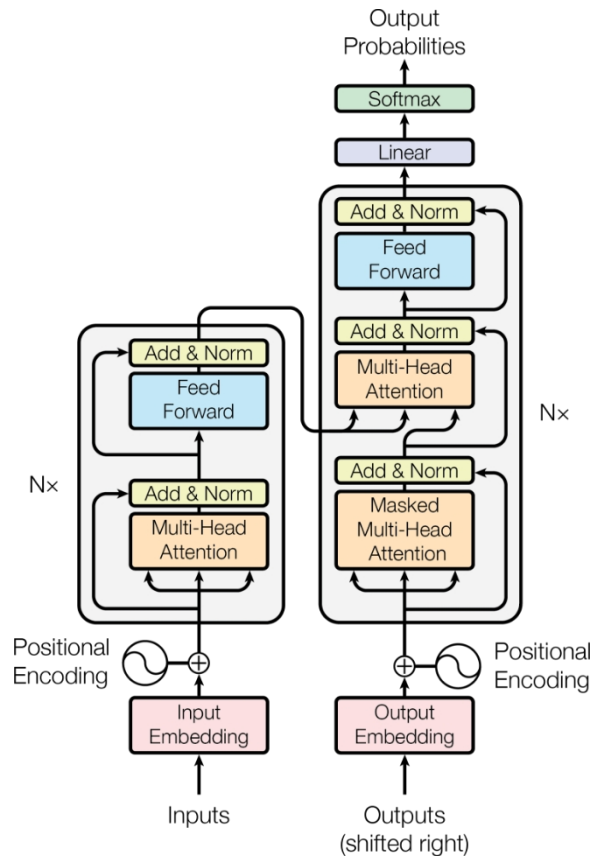 Output
Probabilities
Softmax
Linear
Add & Norm
Feed
Forward
Add & Norm
Multi-Head
Attention
Add & Norm
Masked
Multi-Head
Attention
N×
Add & Norm
Feed
Forward
Add & Norm
Multi-Head
Attention
N×
Positional
Encoding
Positional
Encoding
Input
Embedding
Output
Embedding
Inputs
Outputs
(shifted right)